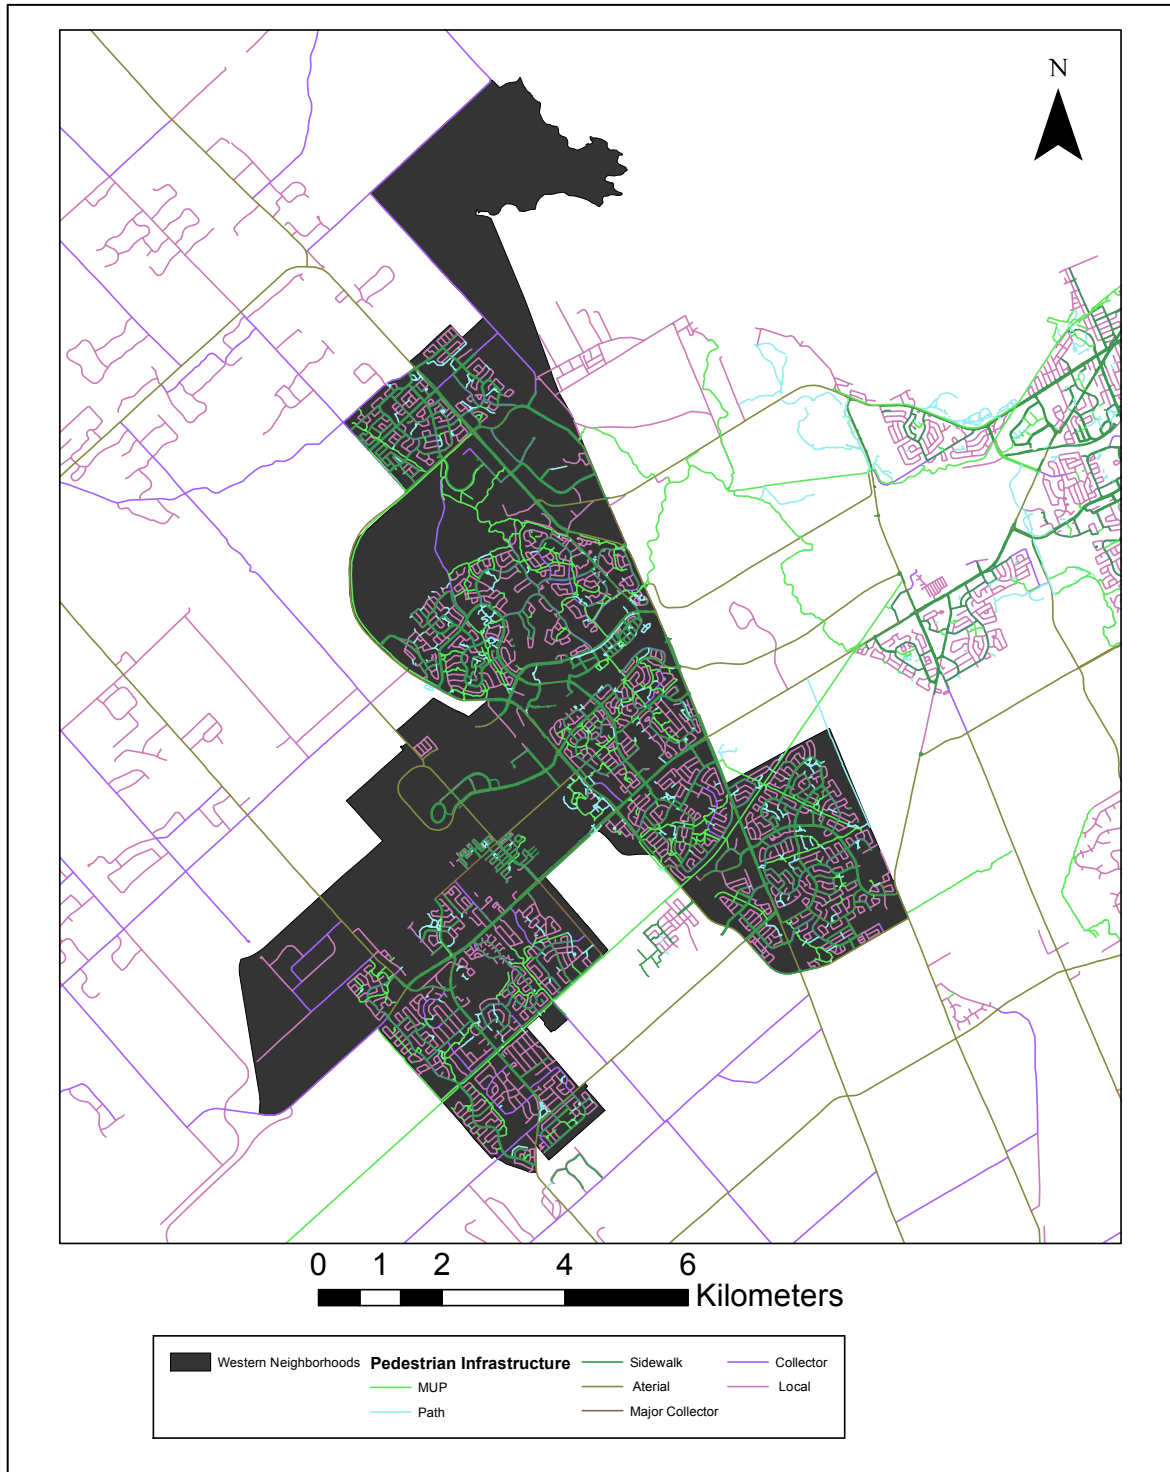 N
0 1 2 4 6
Kilometers
Western Neighborhoods Pedestrian Infrastructure Sidewalk Collector
MUP Aterial Local
Path Major Collector